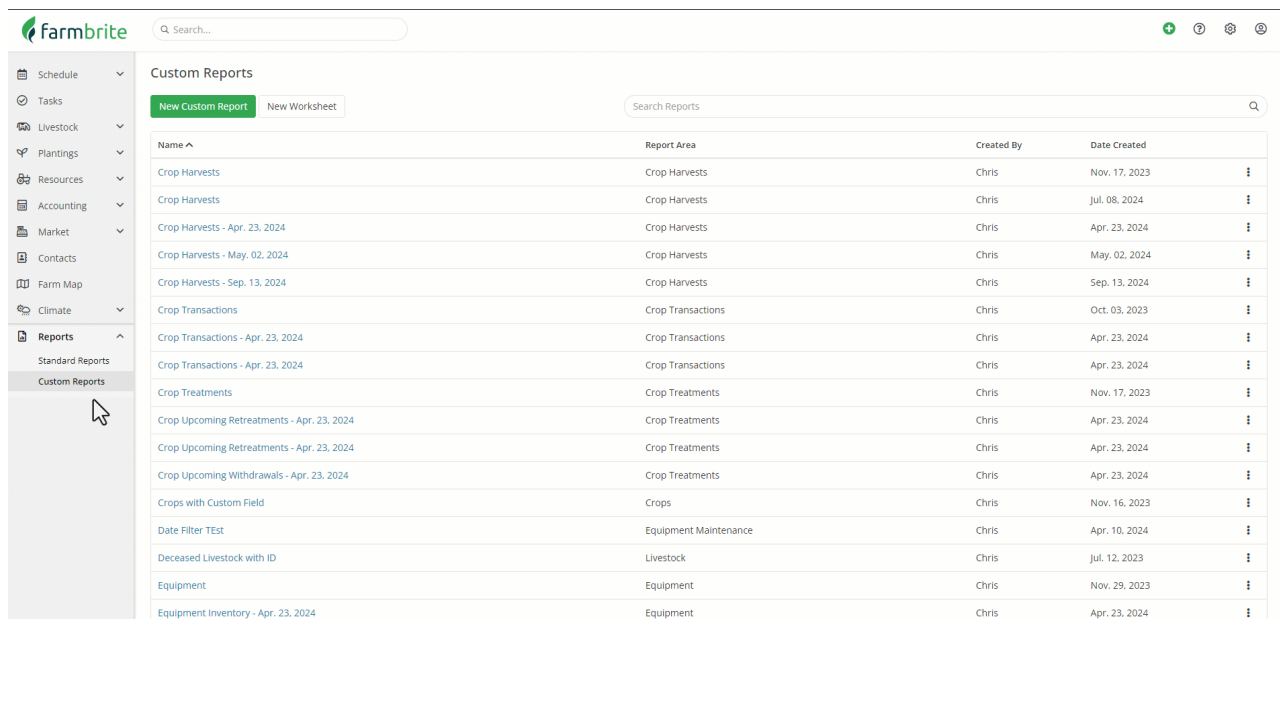 farmbrite
Search...
Schedule
Tasks
Livestock
Plantings
Resources
Accounting
Market
Contacts
Farm Map
Climate
Reports
Standard Reports
Custom Reports
Custom Reports
New Custom Report New Worksheet Search Reports
Name Report Area Created By Date Created
Crop Harvests Crop Harvests Chris Nov. 17, 2023
Crop Harvests Crop Harvests Chris Jul. 08, 2024
Crop Harvests - Apr. 23, 2024 Crop Harvests Chris Apr. 23, 2024
Crop Harvests - May. 02, 2024 Crop Harvests Chris May. 02, 2024
Crop Harvests - Sep. 13, 2024 Crop Harvests Chris Sep. 13, 2024
Crop Transactions Crop Transactions Chris Oct. 03, 2023
Crop Transactions - Apr. 23, 2024 Crop Transactions Chris Apr. 23, 2024
Crop Transactions - Apr. 23, 2024 Crop Transactions Chris Apr. 23, 2024
Crop Treatments Crop Treatments Chris Nov. 17, 2023
Crop Upcoming Retreatments - Apr. 23, 2024 Crop Treatments Chris Apr. 23, 2024
Crop Upcoming Retreatments - Apr. 23, 2024 Crop Treatments Chris Apr. 23, 2024
Crop Upcoming Withdrawals - Apr. 23, 2024 Crop Treatments Chris Apr. 23, 2024
Crops with Custom Field Crops Chris Nov. 16, 2023
Date Filter TEst Equipment Maintenance Chris Apr. 10, 2024
Deceased Livestock with ID Livestock Chris Jul. 12, 2023
Equipment Equipment Chris Nov. 29, 2023
Equipment Inventory - Apr. 23, 2024 Equipment Chris Apr. 23, 2024